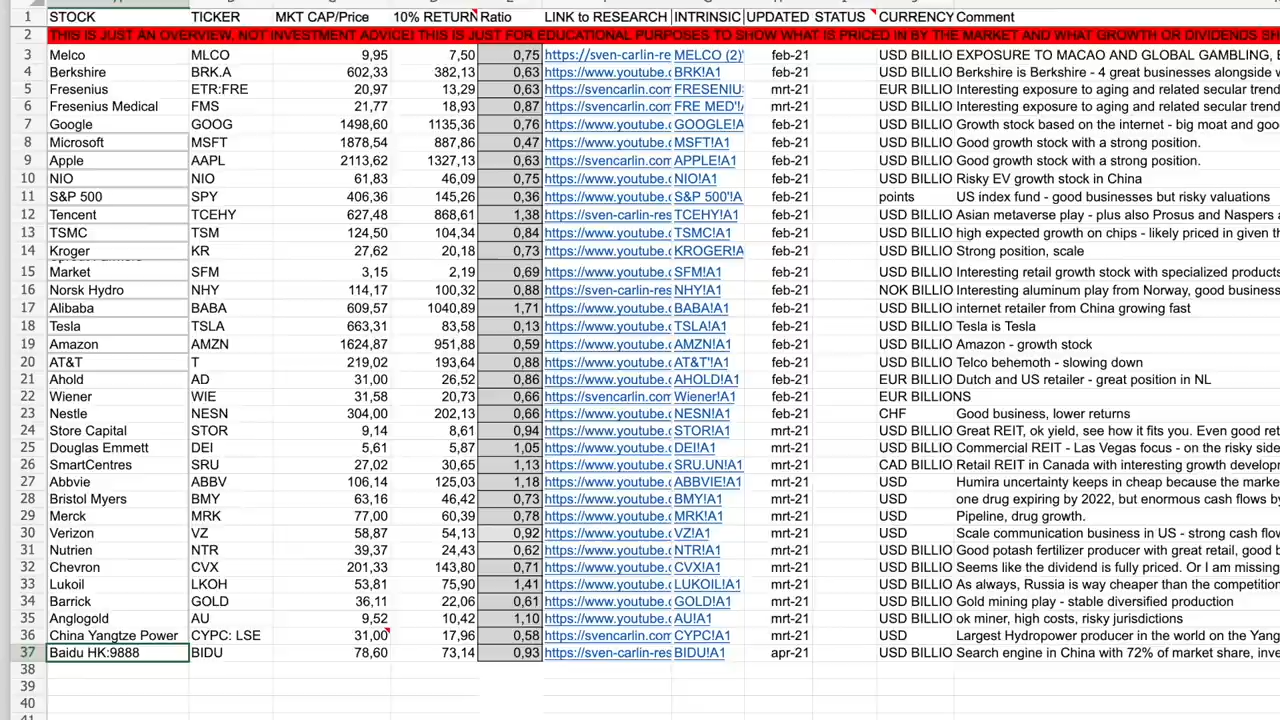 1 STOCK TICKER MKT CAP/Price 10% RETURN Ratio LINK to RESEARCH INTRINSIC UPDATED STATUS CURRENCY Comment
2 THIS IS JUST AN OVERVIEW, NOT INVESTMENT ADVICE! THIS IS JUST FOR EDUCATIONAL PURPOSES TO SHOW WHAT IS PRICED IN BY THE MARKET AND WHAT GROWTH OR DIVIDENDS SH
3 Melco MLCO 9,95 7,50 0,75 https://sven-carlin-re MELCO (2)' feb-21 USD BILLIO EXPOSURE TO MACAO AND GLOBAL GAMBLING, E
4 Berkshire BRK.A 602,33 382,13 0,63 https://svencarlin.com BRK!A1 feb-21 USD BILLIO Berkshire is Berkshire - 4 great businesses alongside w
5 Fresenius ETR:FRE 20,97 13,29 0,63 https://svencarlin.com FRESENIU mrt-21 EUR BILLIO Interesting exposure to aging and related secular trend
6 Fresenius Medical FMS 21,77 18,93 0,87 https://svencarlin.com FRE MED'!A mrt-21 USD BILLIO Interesting exposure to aging and related secular trend
7 Google GOOG 1498,60 1135,36 0,76 https://www.youtube.c GOOGLE!A feb-21 USD BILLIO Growth stock based on the internet - big moat and goo
8 Microsoft MSFT 1878,54 887,86 0,47 https://www.youtube.c MSFT!A1 feb-21 USD BILLIO Good growth stock with a strong position.
9 Apple AAPL 2113,62 1327,13 0,63 https://svencarlin.com APPLE!A1 feb-21 USD BILLIO Good growth stock with a strong position.
10 NIO NIO 61,83 46,09 0,75 https://www.youtube.c NIO!A1 feb-21 USD BILLIO Risky EV growth stock in China
11 S&P 500 SPY 406,36 145,26 0,36 https://www.youtube.c S&P 500'!A feb-21 points US index fund - good businesses but risky valuations
12 Tencent TCEHY 627,48 868,61 1,38 https://sven-carlin-res TCEHY!A1 feb-21 USD BILLIO Asian metaverse play - plus also Prosus and Naspers a
13 TSMC TSM 124,50 104,34 0,84 https://www.youtube.c TSMC!A1 feb-21 USD BILLIO high expected growth on chips - likely priced in given th
14 Kroger KR 27,62 20,18 0,73 https://www.youtube.c KROGER!A feb-21 USD BILLIO Strong position, scale
15 Market SFM 3,15 2,19 0,69 https://www.youtube.c SFM!A1 feb-21 USD BILLIO Interesting retail growth stock with specialized products
16 Norsk Hydro NHY 114,17 100,32 0,88 https://sven-carlin-res NHY!A1 feb-21 NOK BILLIO Interesting aluminum play from Norway, good business
17 Alibaba BABA 609,57 1040,89 1,71 https://www.youtube.c BABA!A1 feb-21 USD BILLIO internet retailer from China growing fast
18 Tesla TSLA 663,31 83,58 0,13 https://www.youtube.c TSLA!A1 feb-21 USD BILLIO Tesla is Tesla
19 Amazon AMZN 1624,87 951,88 0,59 https://www.youtube.c AMZN!A1 feb-21 USD BILLIO Amazon - growth stock
20 AT&T T 219,02 193,64 0,88 https://www.youtube.c AT&T'!A1 feb-21 USD BILLIO Telco behemoth - slowing down
21 Ahold AD 31,00 26,52 0,86 https://www.youtube.c AHOLD!A1 feb-21 EUR BILLIO Dutch and US retailer - great position in NL
22 Wiener WIE 31,58 20,73 0,66 https://svencarlin.com Wiener!A1 feb-21 EUR BILLIONS
23 Nestle NESN 304,00 202,13 0,66 https://www.youtube.c NESN!A1 feb-21 CHF Good business, lower returns
24 Store Capital STOR 9,14 8,61 0,94 https://www.youtube.c STOR!A1 feb-21 USD BILLIO Great REIT, ok yield, see how it fits you. Even good ret
25 Douglas Emmett DEI 5,61 5,87 1,05 https://www.youtube.c DEI!A1 feb-21 USD BILLIO Commercial REIT - Las Vegas focus - on the risky side
26 SmartCentres SRU 27,02 30,65 1,13 https://www.youtube.c SRU.UN!A1 feb-21 CAD BILLIO Retail REIT in Canada with interesting growth develop
27 Abbvie ABBV 106,14 125,03 1,18 https://www.youtube.c ABBVIE!A1 mrt-21 USD Humira uncertainty keeps in cheap because the marke
28 Bristol Myers BMY 63,16 46,42 0,73 https://www.youtube.c BMY!A1 mrt-21 USD one drug expiring by 2022, but enormous cash flows b
29 Merck MRK 77,00 60,39 0,78 https://www.youtube.c MRK!A1 mrt-21 USD Pipeline, drug growth.
30 Verizon VZ 58,87 54,13 0,92 https://www.youtube.c VZ!A1 mrt-21 USD Scale communication business in US - strong cash flow
31 Nutrien NTR 39,37 24,43 0,62 https://www.youtube.c NTR!A1 mrt-21 USD BILLIO Good potash fertilizer producer with great retail, good b
32 Chevron CVX 201,33 143,80 0,71 https://www.youtube.c CVX!A1 mrt-21 USD BILLIO Seems like the dividend is fully priced. Or I am missing
33 Lukoil LKOH 53,81 75,90 1,41 https://www.youtube.c LUKOIL!A1 mrt-21 USD BILLIO As always, Russia is way cheaper than the competition
34 Barrick GOLD 36,11 22,06 0,61 https://www.youtube.c GOLD!A1 mrt-21 USD BILLIO Gold mining play - stable diversified production
35 Anglogold AU 9,52 10,42 1,10 https://www.youtube.c AU!A1 mrt-21 USD BILLIO ok miner, high costs, risky jurisdictions
36 China Yangtze Power CYPC: LSE 31,00 17,96 0,58 https://www.youtube.c CYPC!A1 mrt-21 USD Largest Hydropower producer in the world on the Yang
37 Baidu HK:9888 BIDU 78,60 73,14 0,93 https://sven-carlin-res BIDU!A1 apr-21 USD BILLIO Search engine in China with 72% of market share, inve
38
39
40